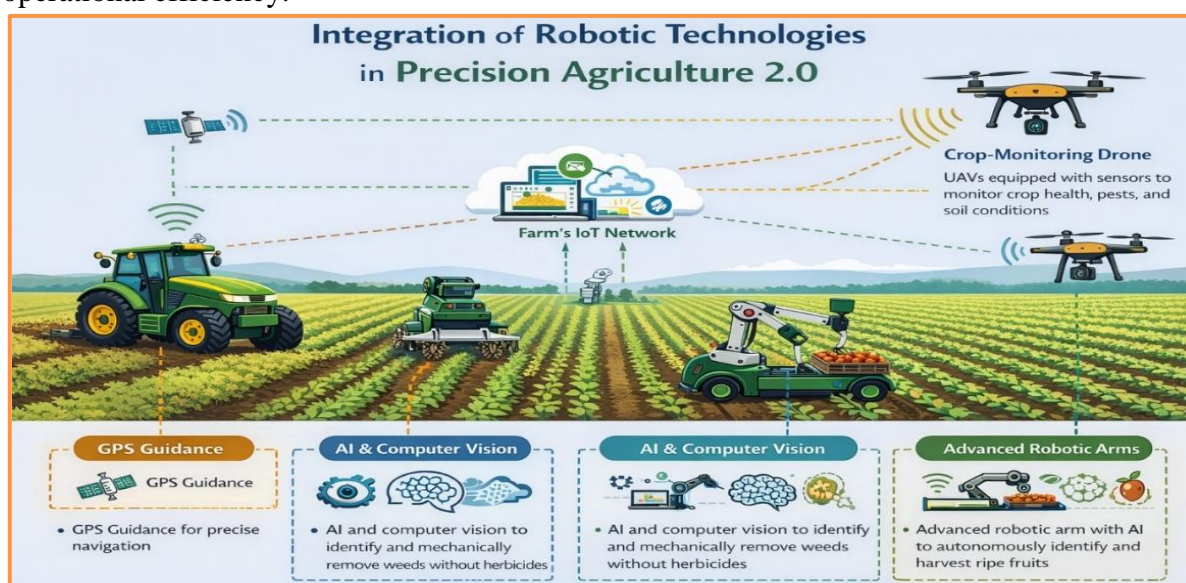 operational efficiency.
Integration of Robotic Technologies
in Precision Agriculture 2.0
Crop-Monitoring Drone
UAVs equipped with sensors to
monitor crop health, pests, and
soil conditions
Farm's IoT Network
GPS Guidance
GPS Guidance
• GPS Guidance for precise
navigation
AI & Computer Vision
• AI and computer vision to
identify and mechanically
remove weeds without herbicides
AI & Computer Vision
• AI and computer vision to identify
and mechanically remove weeds
without herbicides
Advanced Robotic Arms
• Advanced robotic arm with AI
to autonomously identify and
harvest ripe fruits